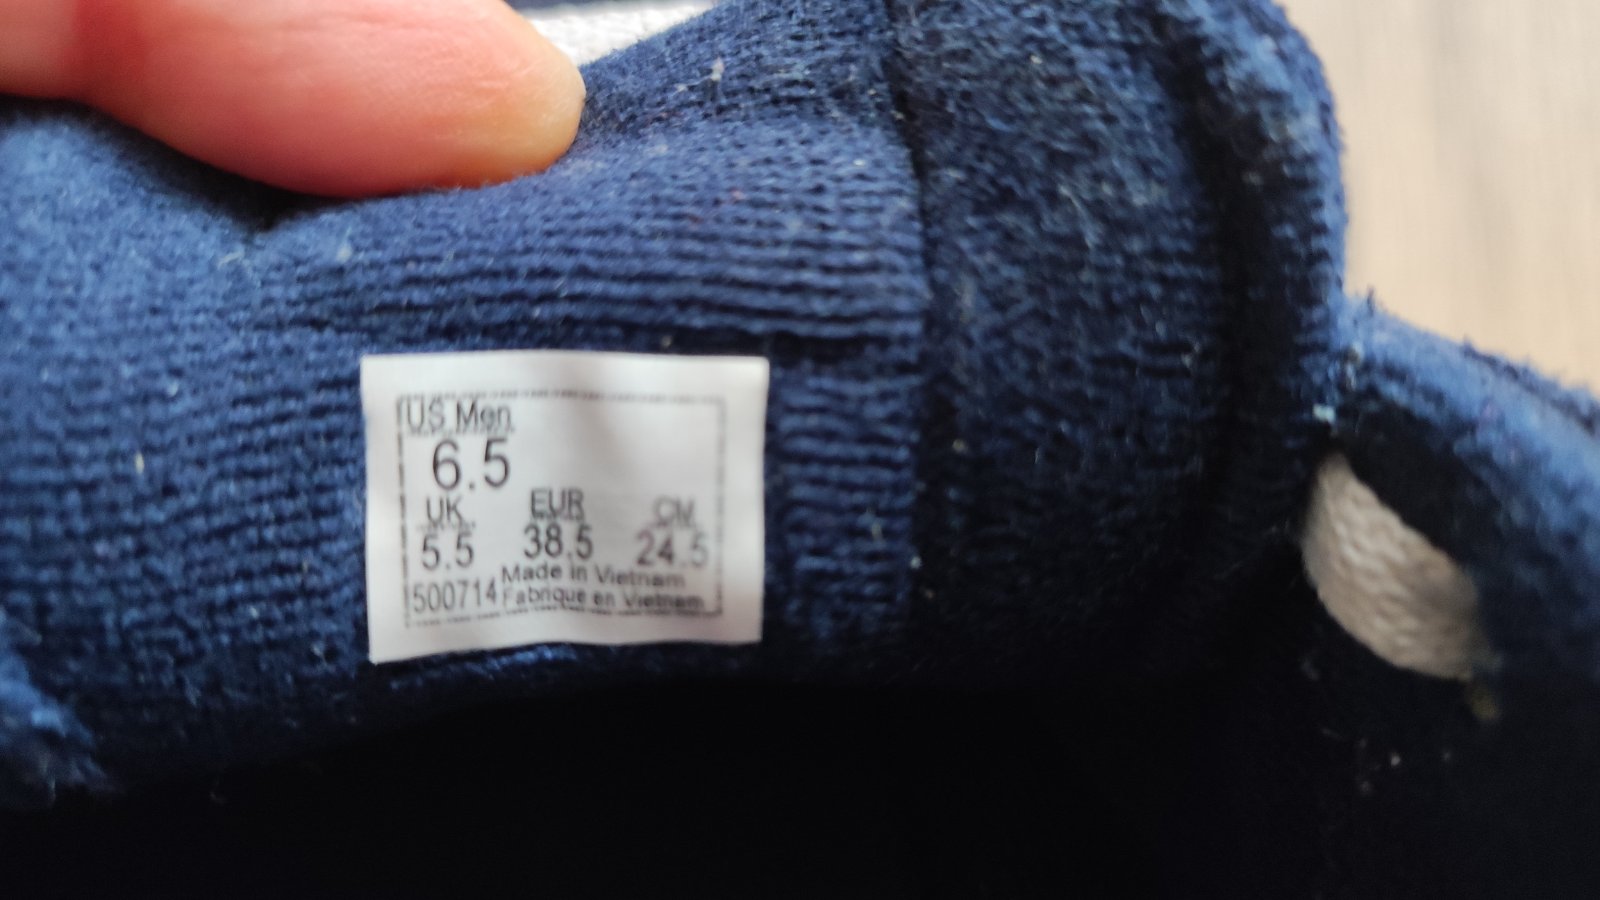 US Men
6.5
UK EUR CM
5.5 38.5 24.5
Made in Vietnam
500714 Fabrique en Vietnam